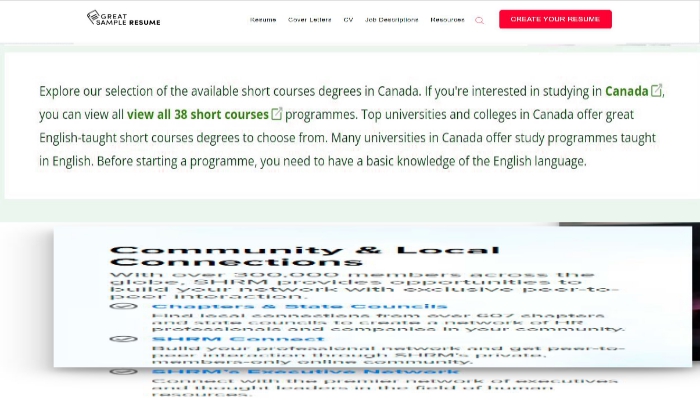 GREAT
SAMPLE RESUME
Resume Cover Letters CV Job Descriptions Resources CREATE YOUR RESUME
Explore our selection of the available short courses degrees in Canada. If you're interested in studying in Canada,
you can view all view all 38 short courses programmes. Top universities and colleges in Canada offer great
English-taught short courses degrees to choose from. Many universities in Canada offer study programmes taught
in English. Before starting a programme, you need to have a basic knowledge of the English language.
Community & Local
Connections
With over 300,000 members across the
globe, SHRM provides opportunities to
build your network with exclusive peer-to-
peer interaction.
Chapters & State Councils
Find local connections from over 607 chapters
and state councils to create a network of HR
professionals and companies in your community.
SHRM Connect
Build your professional network and get peer-to-
peer interaction through SHRM's private,
members-only online community.
SHRM's Executive Network
Connect with the premier network of executives
and thought leaders in the field of human
resources.